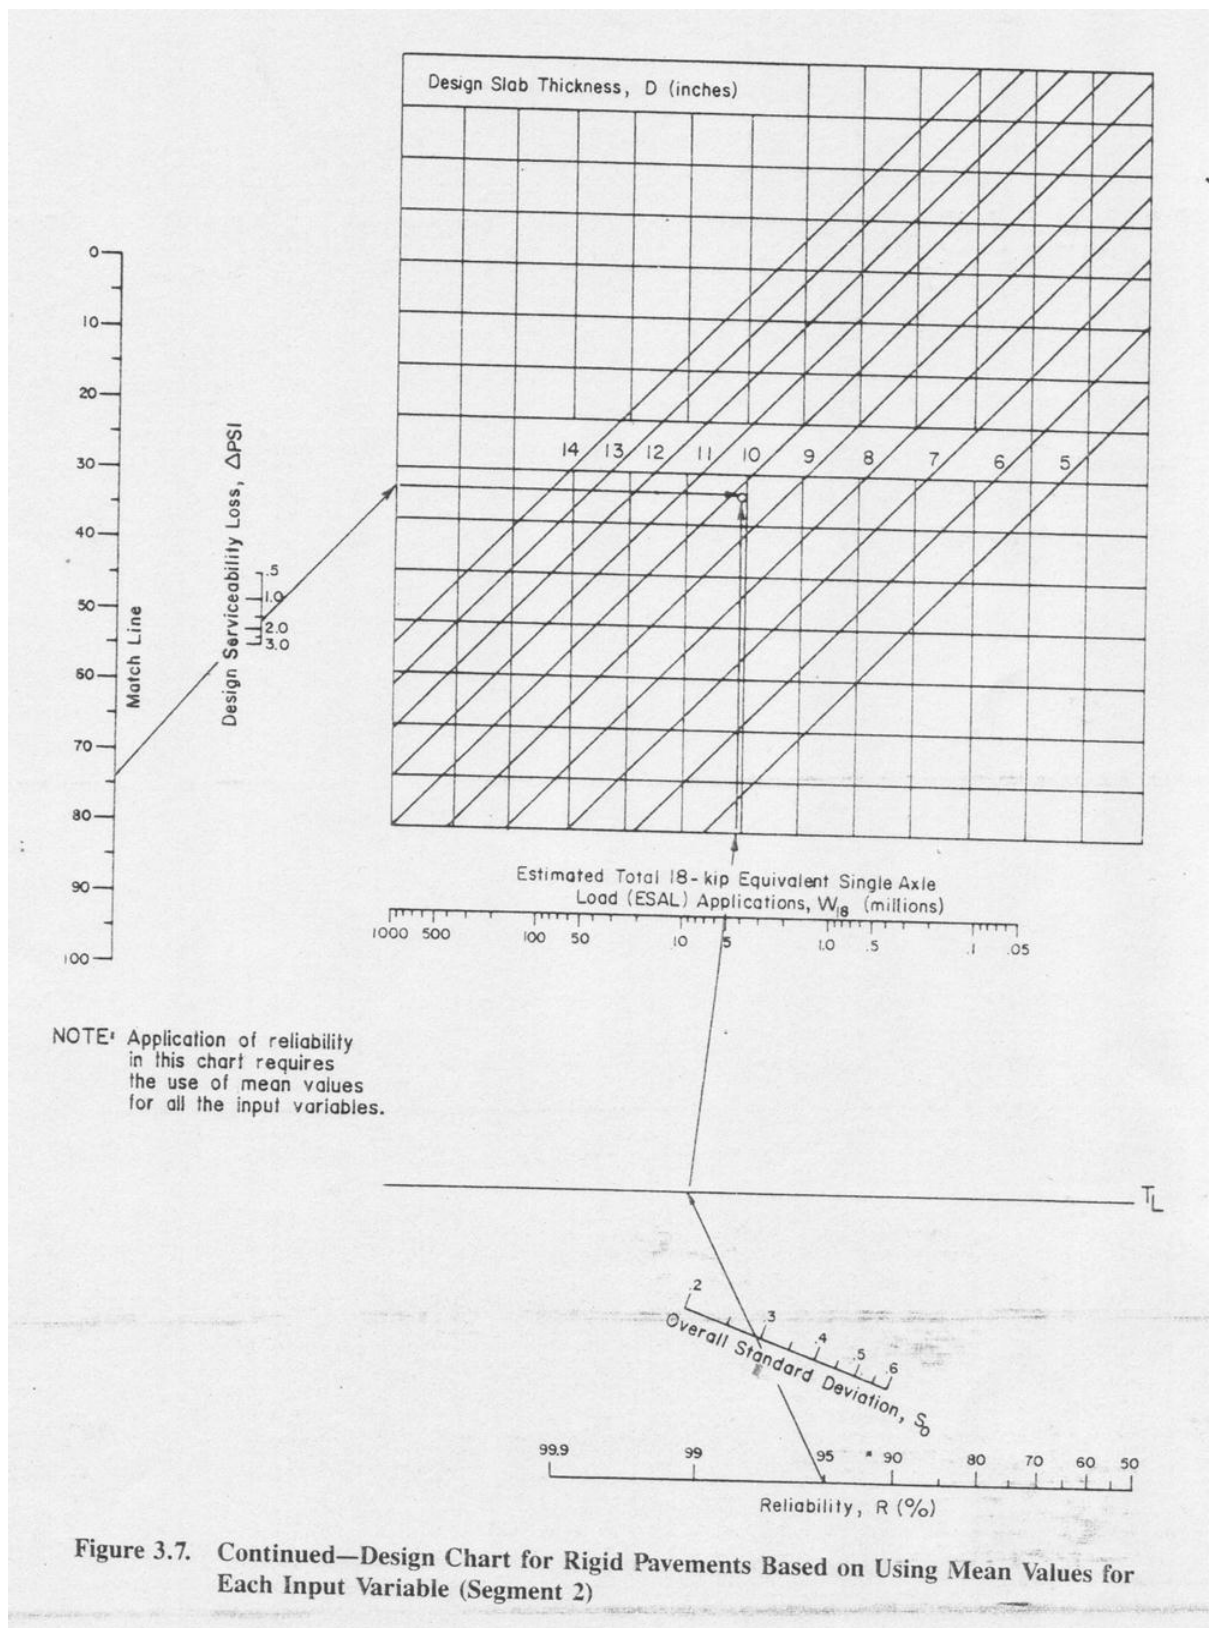 Design Slab Thickness, D (inches)
0
10
20
30
40
50
60
70
80
90
100
Match Line
Design Serviceability Loss, ΔPSI
.5
1.0
2.0
3.0
14 13 12 11 10 9 8 7 6 5
Estimated Total 18-kip Equivalent Single Axle
Load (ESAL) Applications, W18 (millions)
1000 500 100 50 10 5 1.0 .5 .1 .05
NOTE: Application of reliability
in this chart requires
the use of mean values
for all the input variables.
TL
.2 .3 .4 .5 .6
Overall Standard Deviation, So
99.9 99 95 90 80 70 60 50
Reliability, R (%)
Figure 3.7. Continued—Design Chart for Rigid Pavements Based on Using Mean Values for
Each Input Variable (Segment 2)